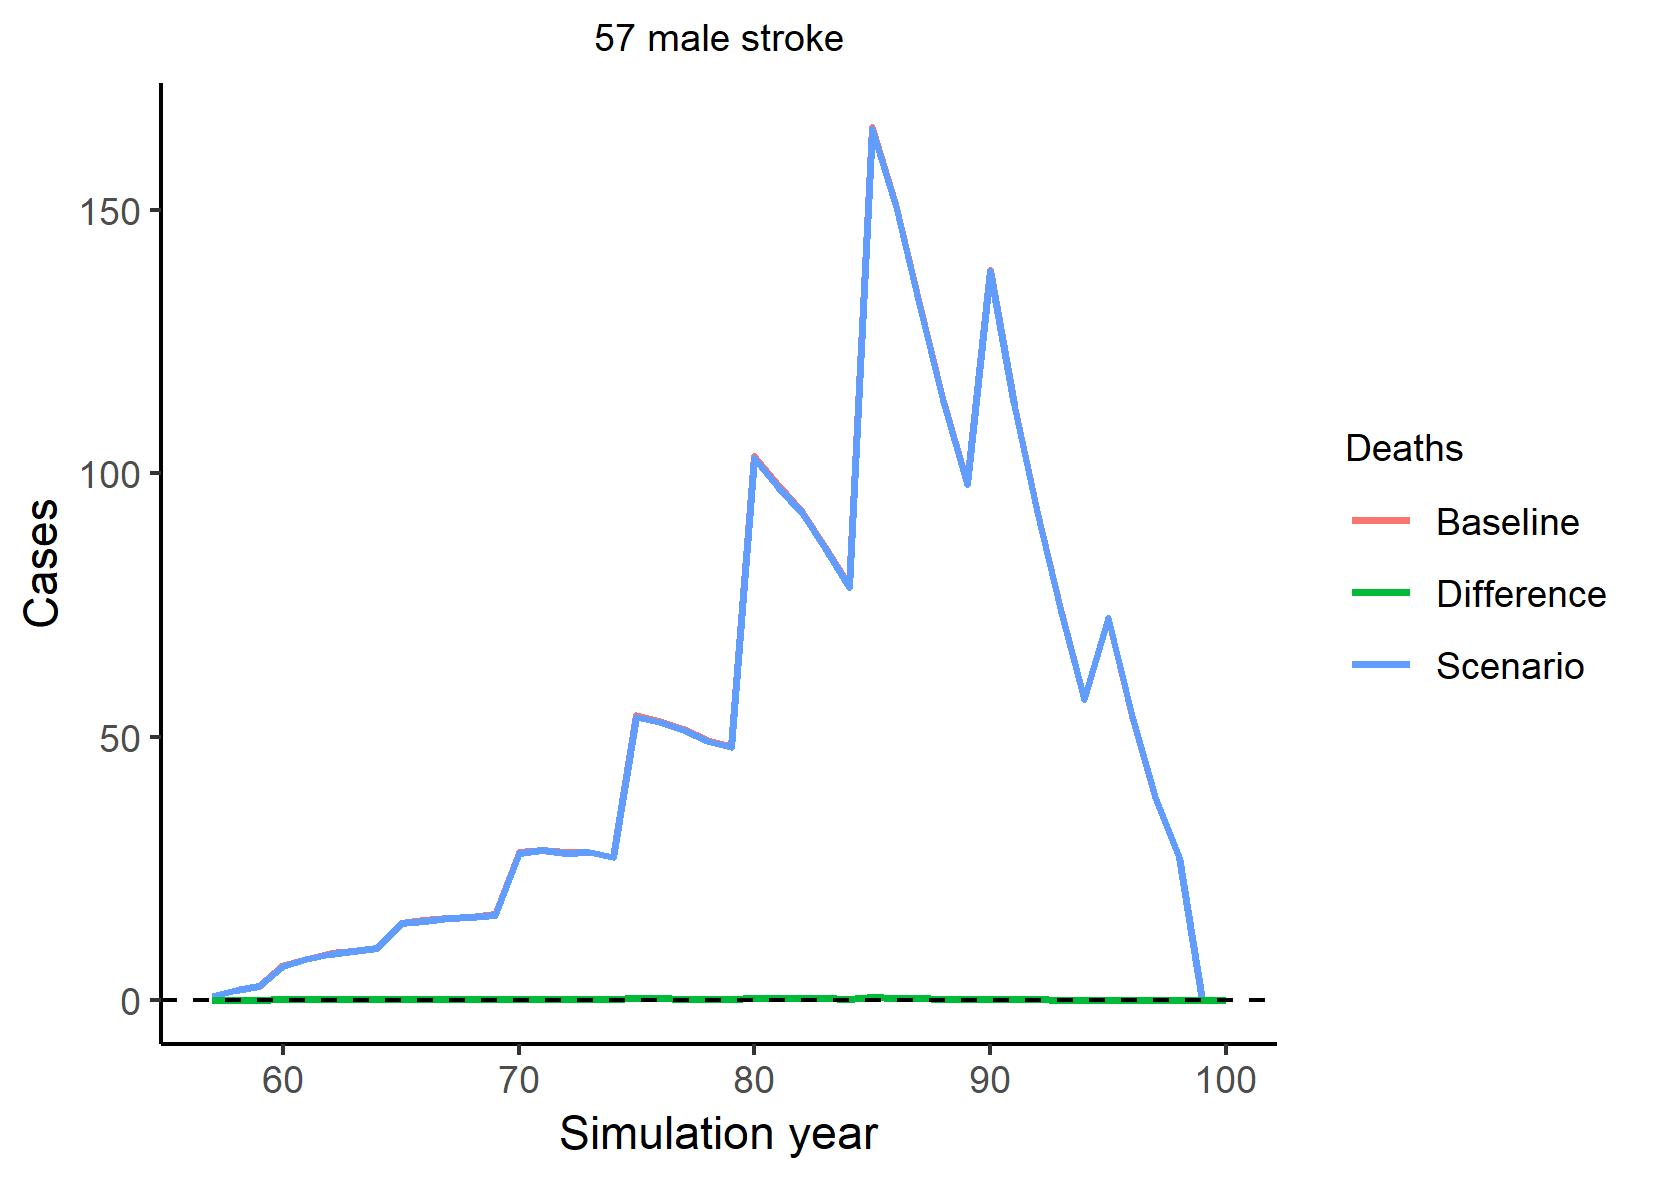 57 male stroke
150
100
50
0
Cases
60 70 80 90 100
Simulation year
Deaths
Baseline
Difference
Scenario